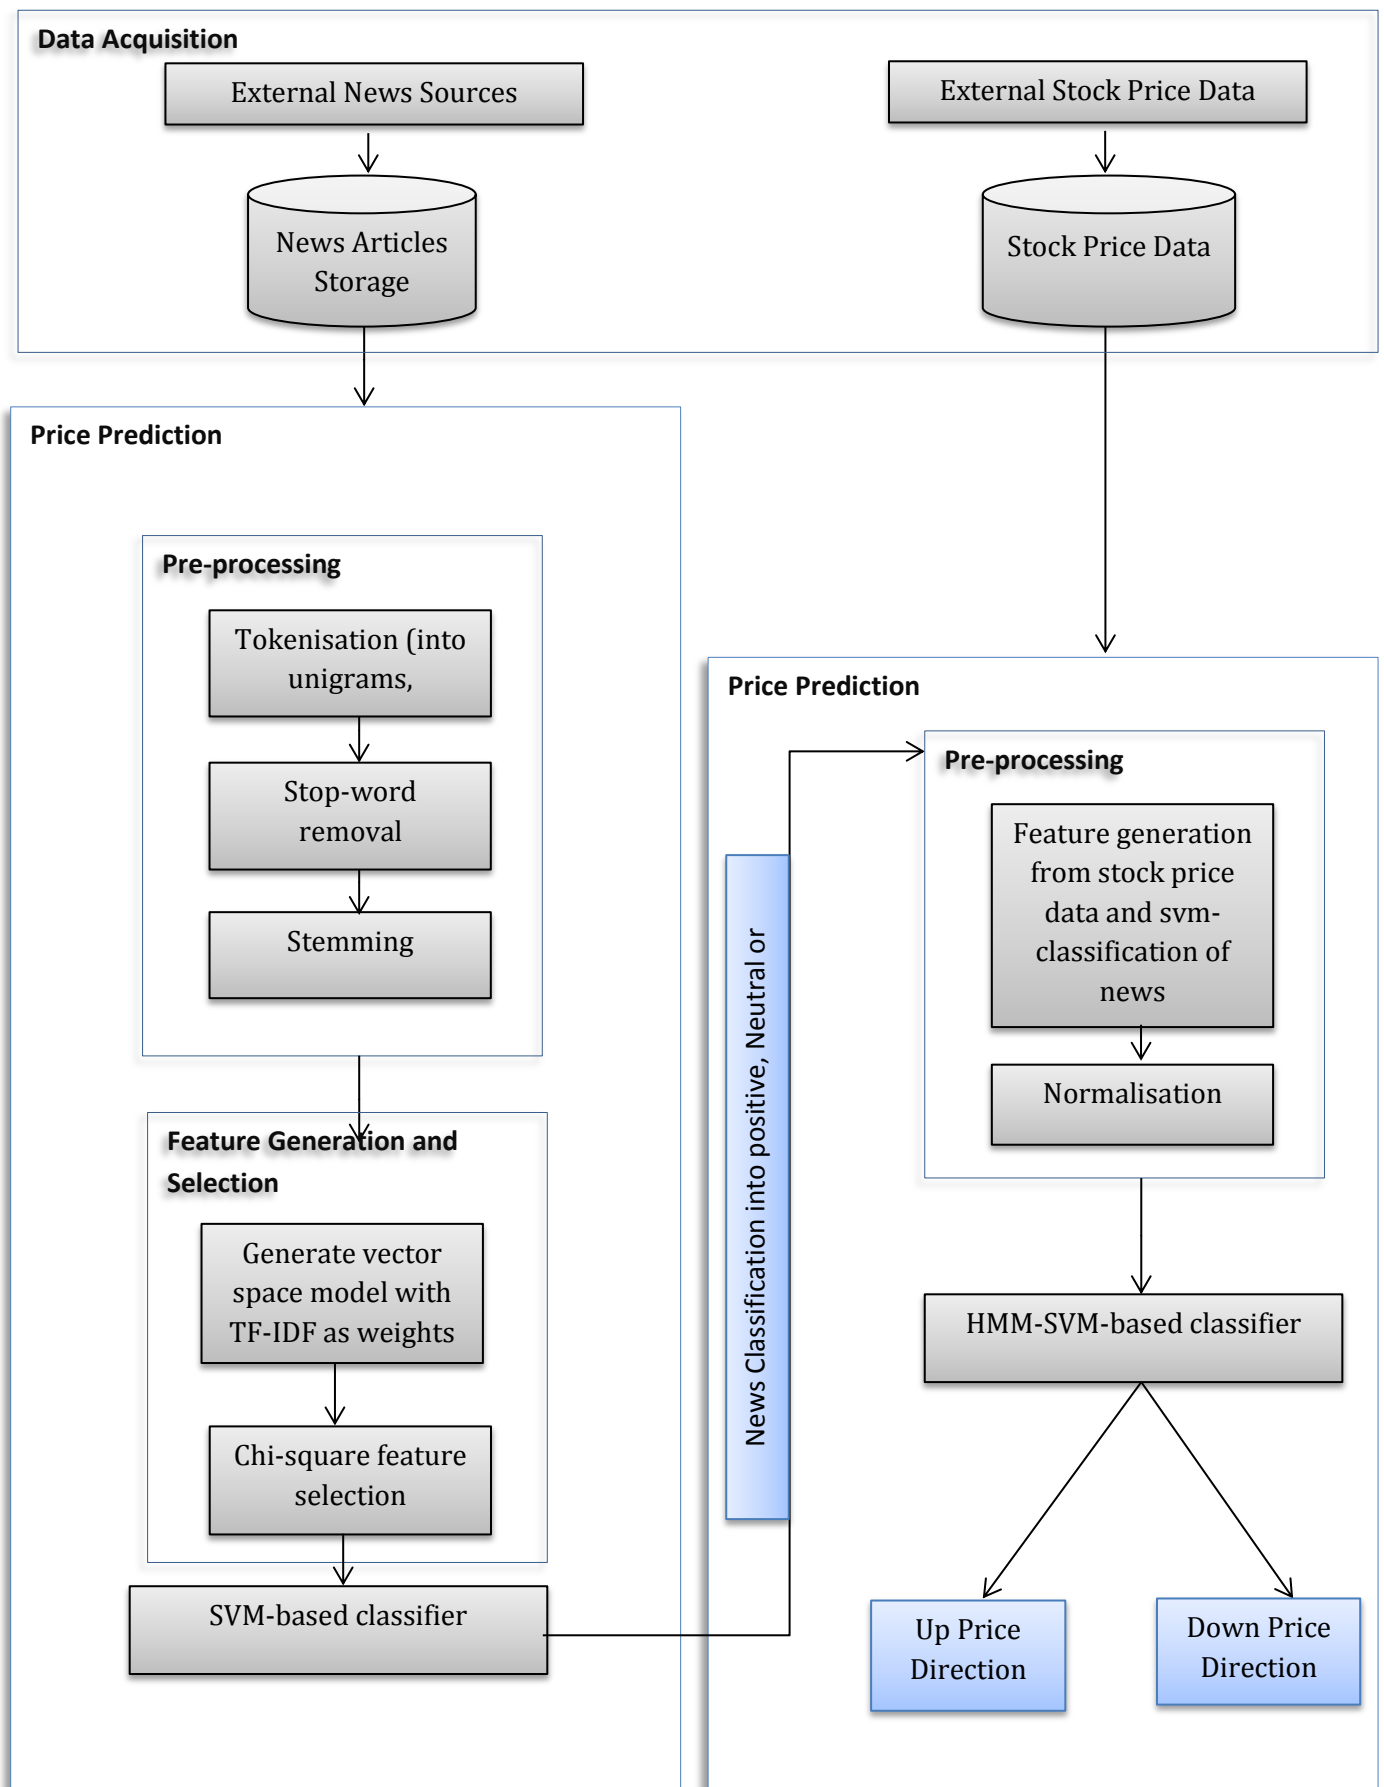 Data Acquisition
External News Sources
External Stock Price Data
News Articles
Storage
Stock Price Data
Price Prediction
Pre-processing
Tokenisation (into
unigrams,
Stop-word
removal
Stemming
Feature Generation and
Selection
Generate vector
space model with
TF-IDF as weights
Chi-square feature
selection
SVM-based classifier
News Classification into positive, Neutral or
Price Prediction
Pre-processing
Feature generation
from stock price
data and svm-
classification of
news
Normalisation
HMM-SVM-based classifier
Up Price
Direction
Down Price
Direction